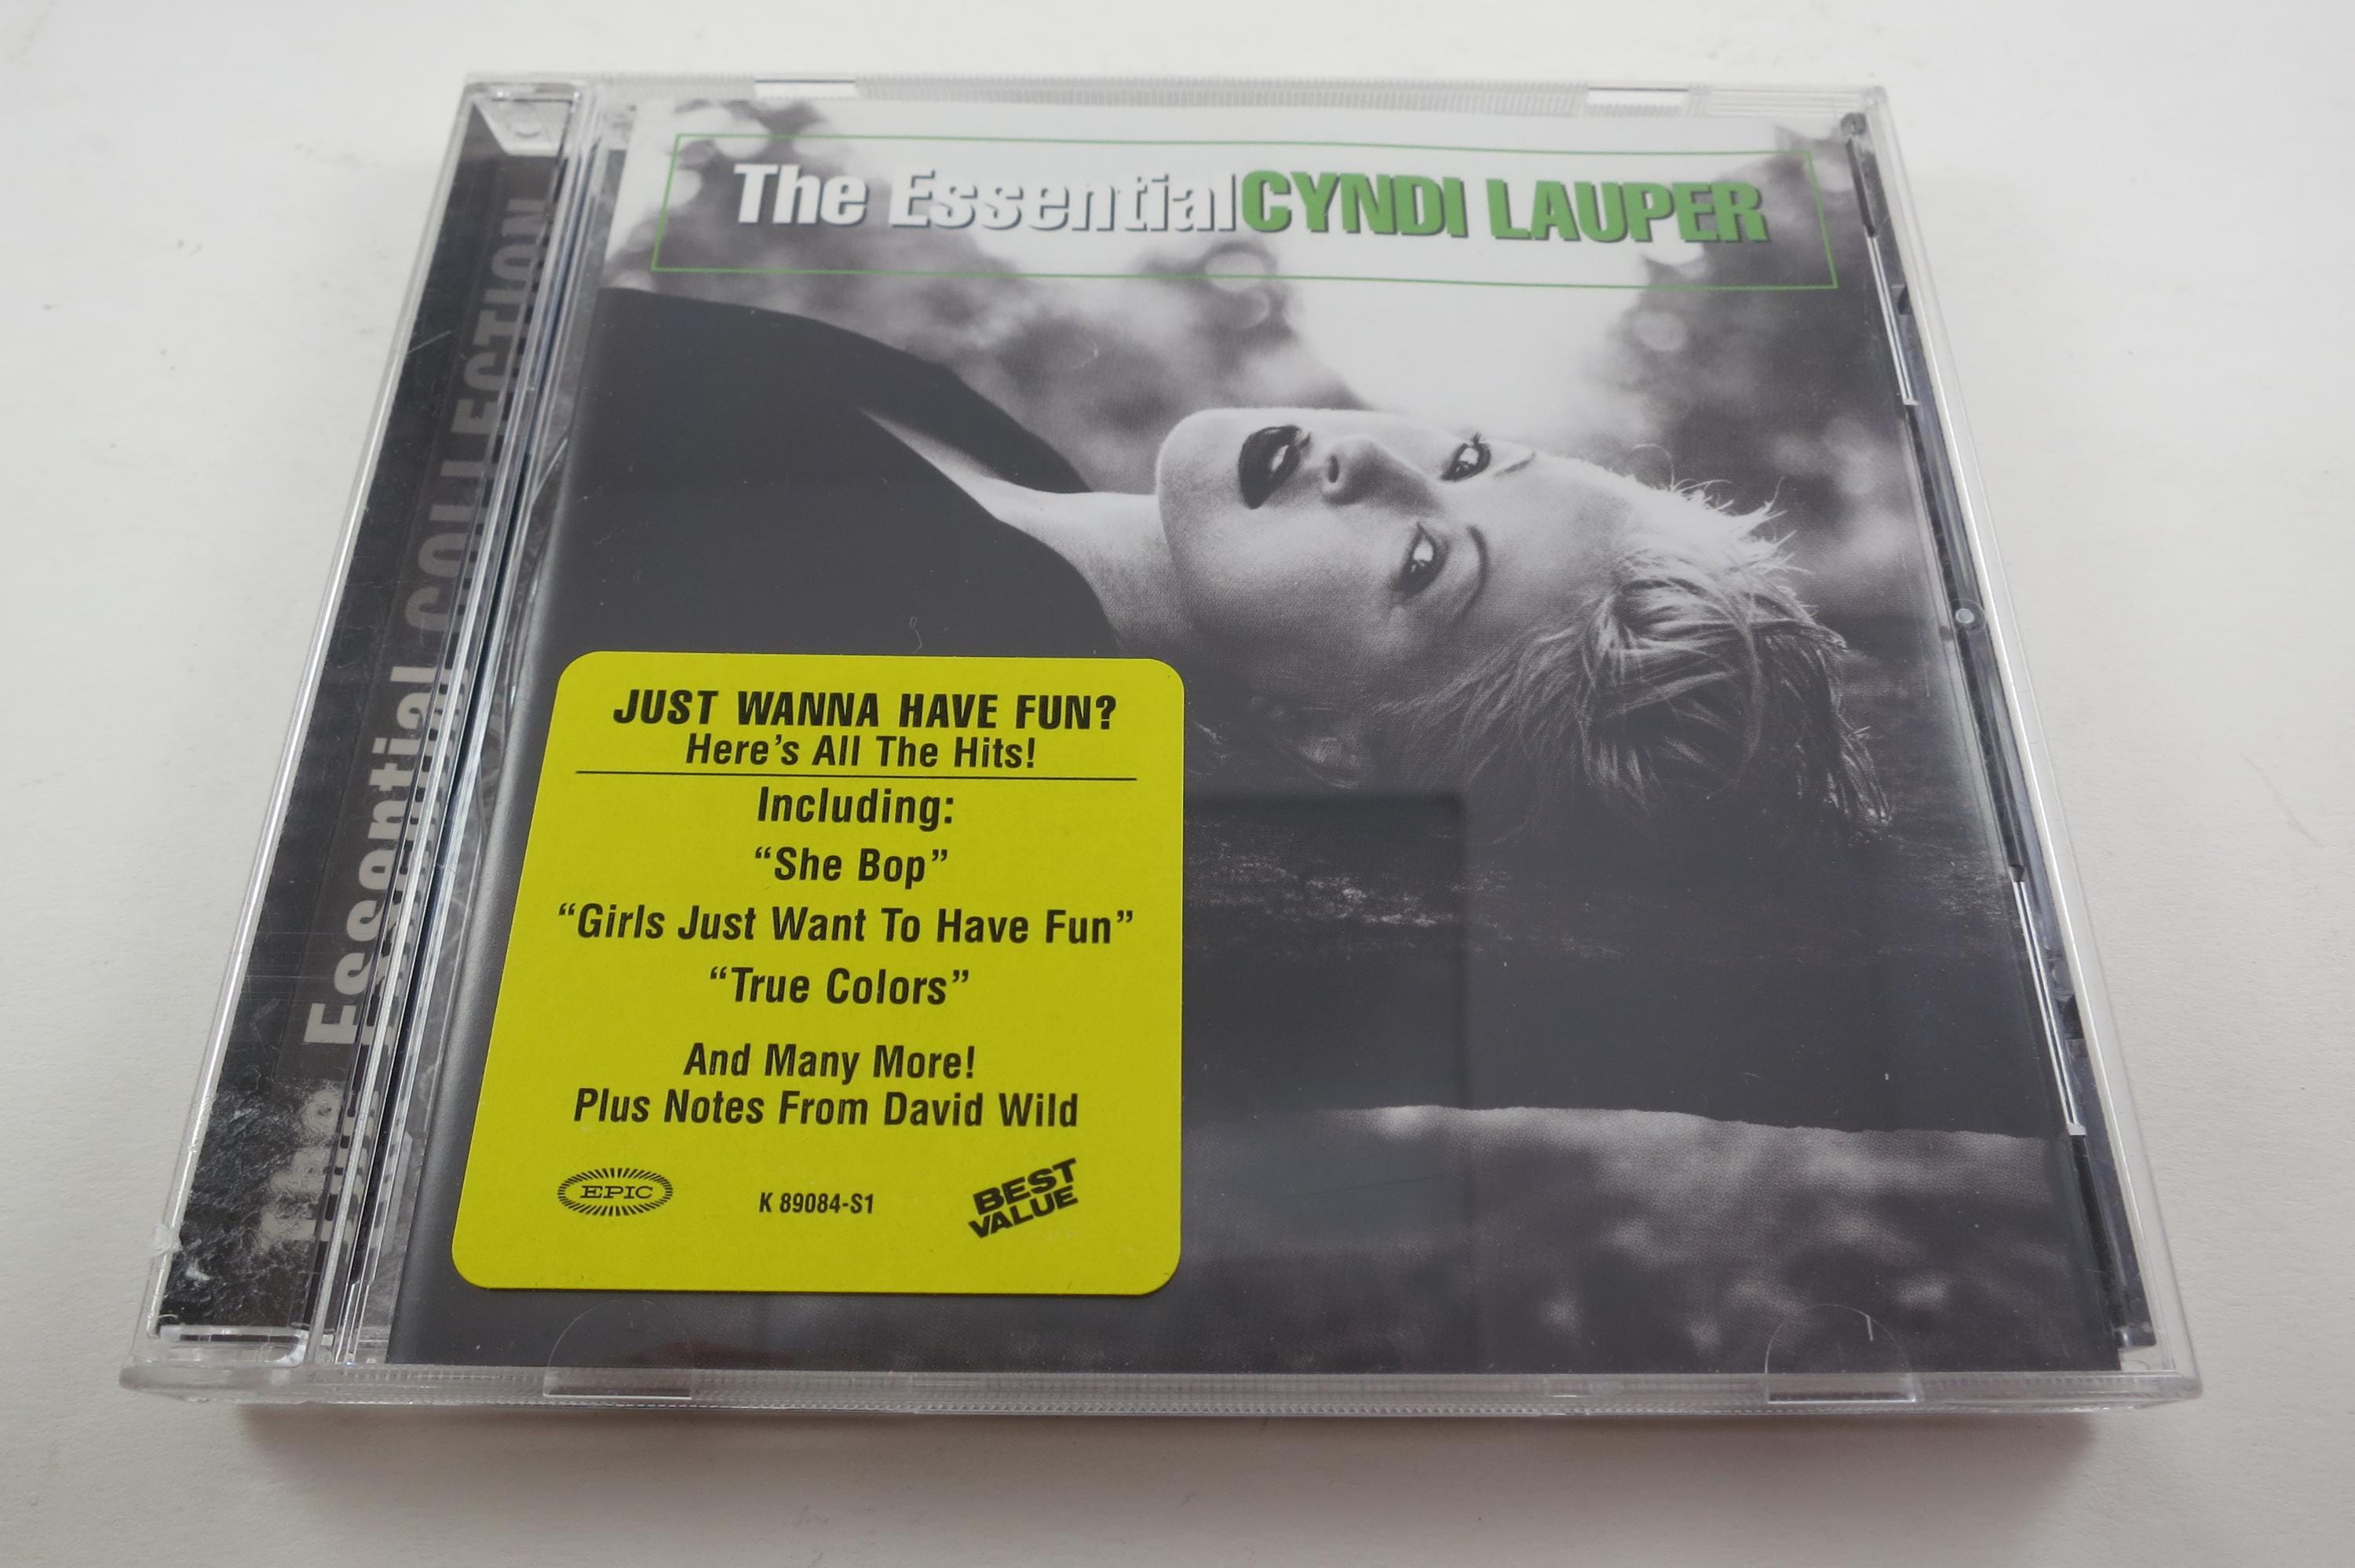 The Essential CYNDI LAUPER
The Essential COLLECTION
JUST WANNA HAVE FUN?
Here's All The Hits!
Including:
“She Bop”
“Girls Just Want To Have Fun”
“True Colors”
And Many More!
Plus Notes From David Wild
EPIC
K 89084-S1
BEST
VALUE